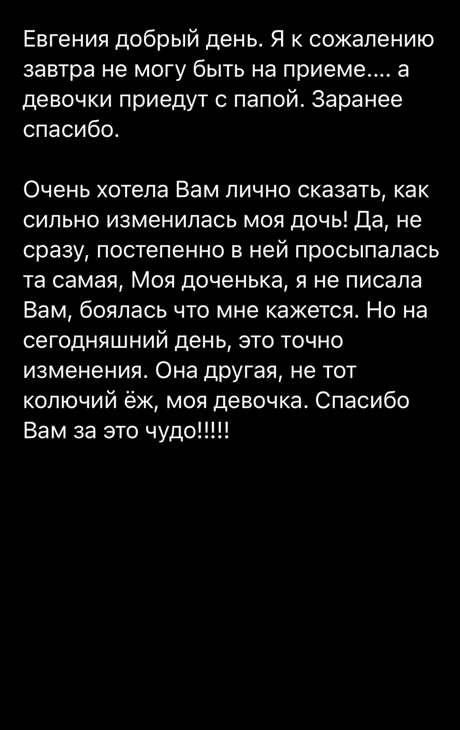 Евгения добрый день. Я к сожалению
завтра не могу быть на приеме.... а
девочки приедут с папой. Заранее
спасибо.
Очень хотела Вам лично сказать, как
сильно изменилась моя дочь! Да, не
сразу, постепенно в ней просыпалась
та самая, Моя доченька, я не писала
Вам, боялась что мне кажется. Но на
сегодняшний день, это точно
изменения. Она другая, не тот
колючий ёж, моя девочка. Спасибо
Вам за это чудо!!!!!